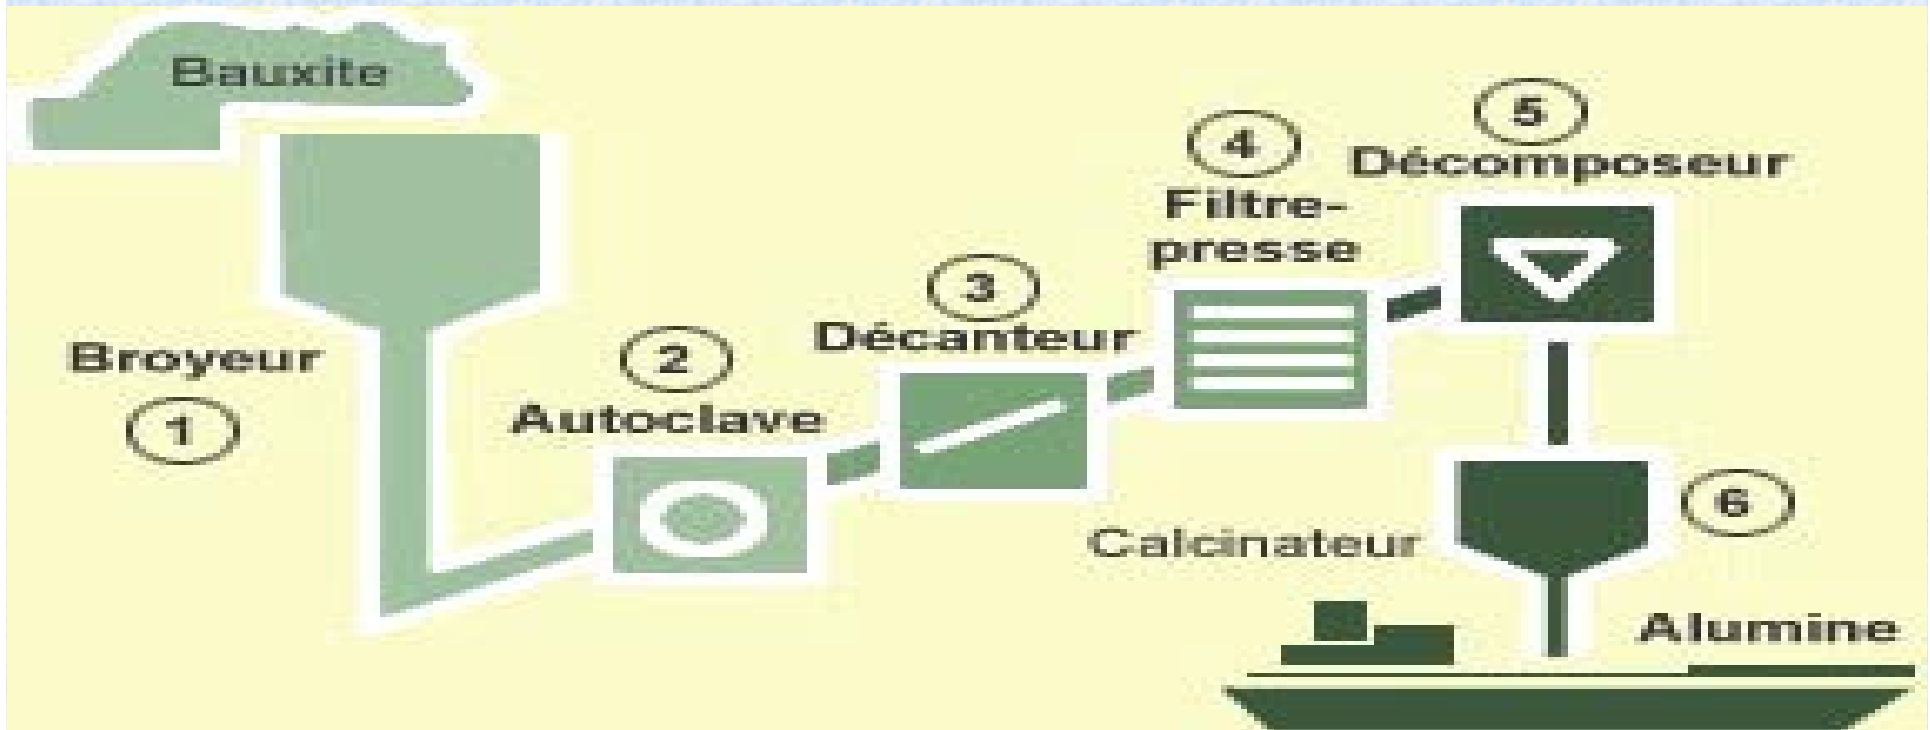 Bauxite
Broyeur
1
2
Autoclave
3
Décanteur
4
Filtre-
presse
5
Décomposeur
6
Calcinateur
Alumine